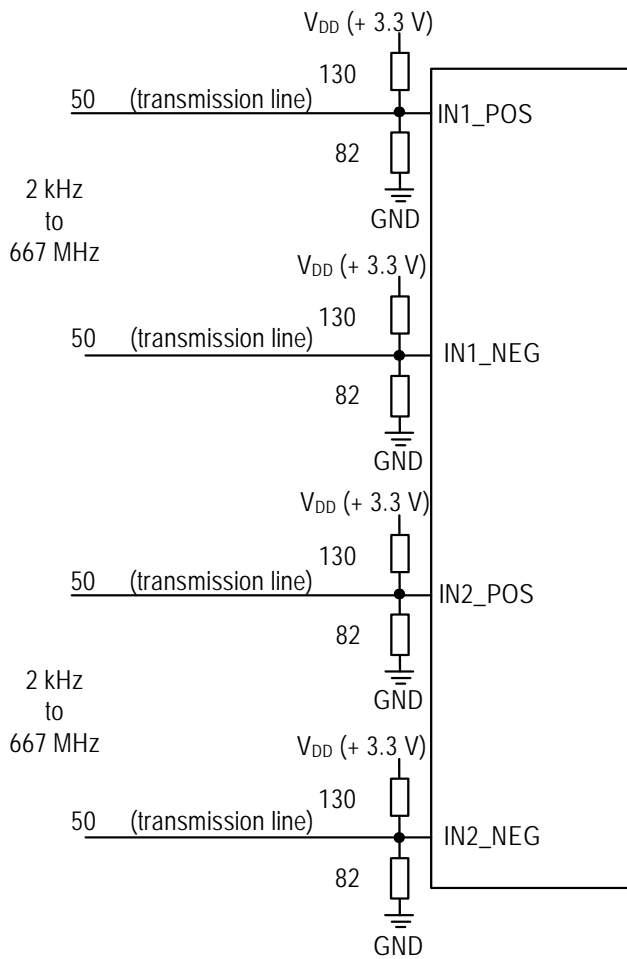 VDD (+ 3.3 V)
130
50 (transmission line)
IN1_POS
82
2 kHz
to
667 MHz
GND
VDD (+ 3.3 V)
130
50 (transmission line)
IN1_NEG
82
GND
VDD (+ 3.3 V)
130
50 (transmission line)
IN2_POS
82
2 kHz
to
667 MHz
GND
VDD (+ 3.3 V)
130
50 (transmission line)
IN2_NEG
82
GND